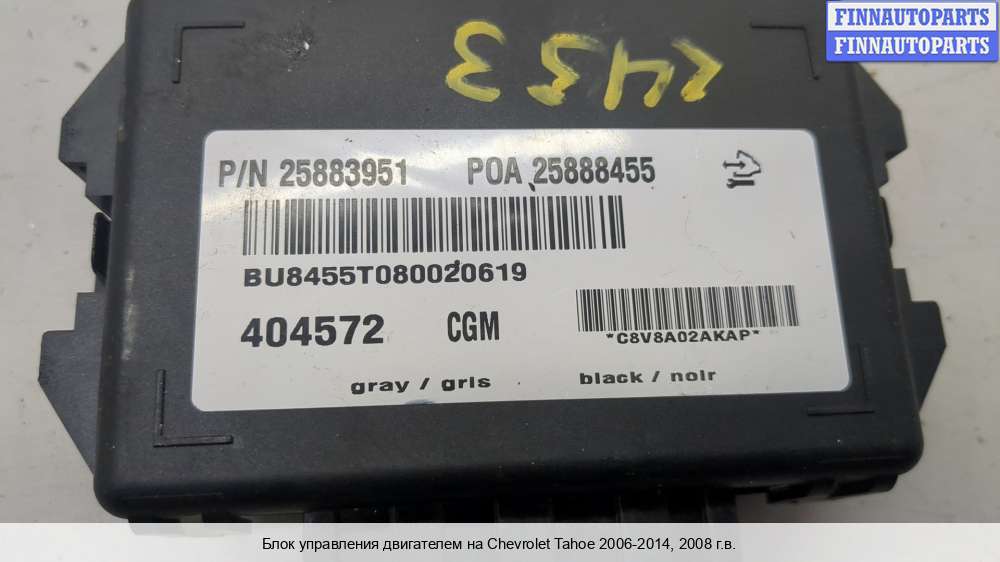 FINNAUTOPARTS
FINNAUTOPARTS
2453
P/N 25883951 POA 25888455
BU8455T080020619
404572 CGM
*C8V8A02AKAP*
gray / gris black / noir
Блок управления двигателем на Chevrolet Tahoe 2006-2014, 2008 г.в.